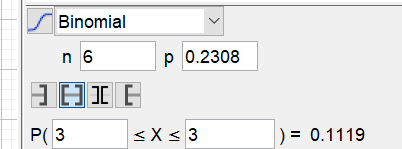 Binomial
n 6 p 0.2308
P( 3 ≤ X ≤ 3 ) = 0.1119